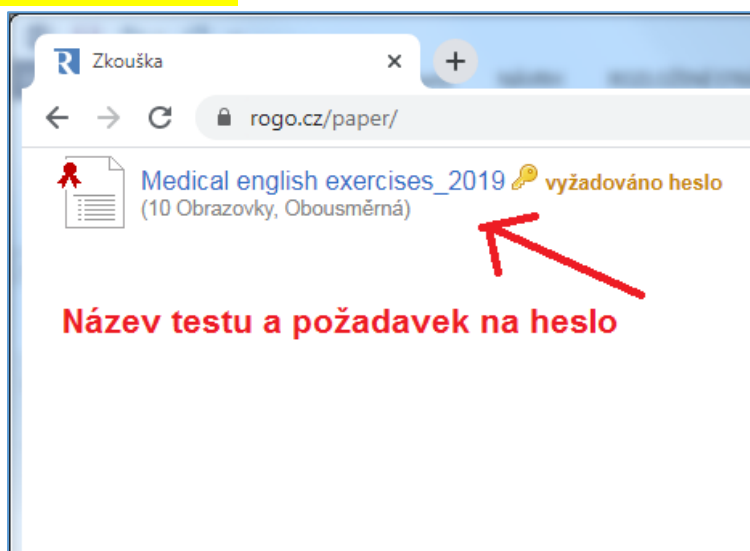 Zkouška
rogo.cz/paper/
Medical english exercises_2019 vyžadováno heslo
(10 Obrazovky, Obousměrná)
Název testu a požadavek na heslo